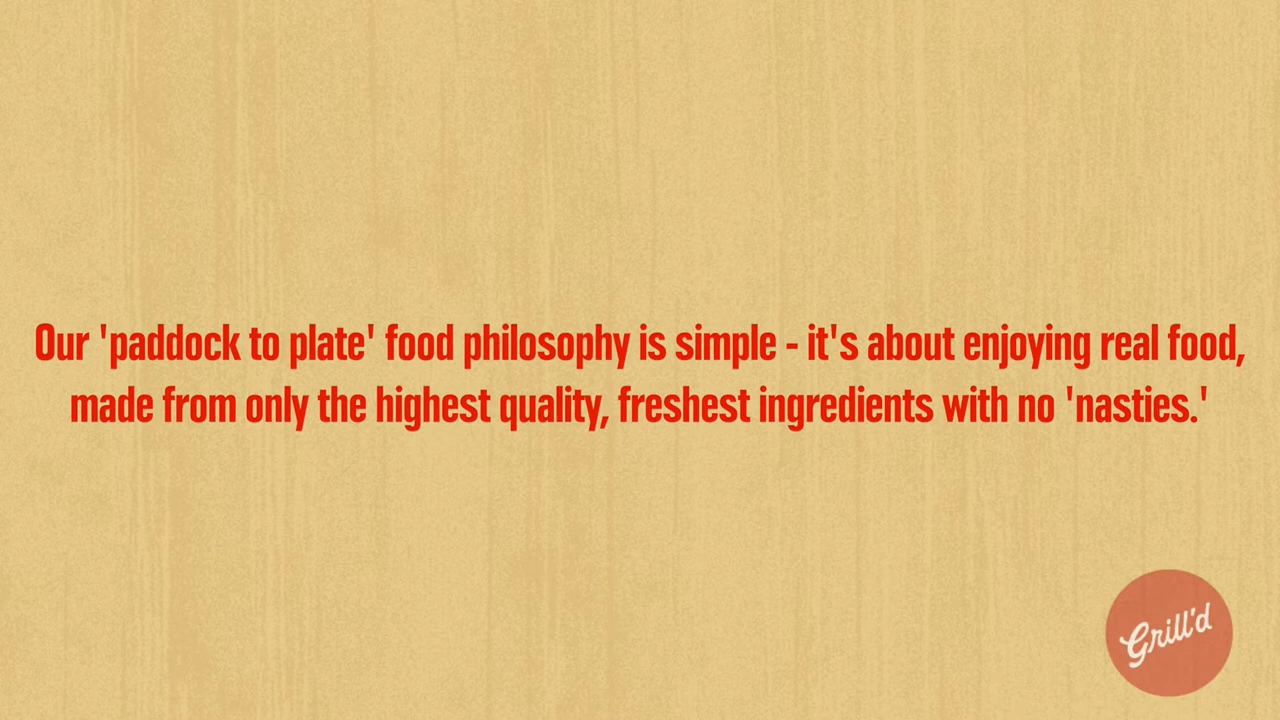 Our 'paddock to plate' food philosophy is simple - it's about enjoying real food,
made from only the highest quality, freshest ingredients with no 'nasties.'
Grill'd